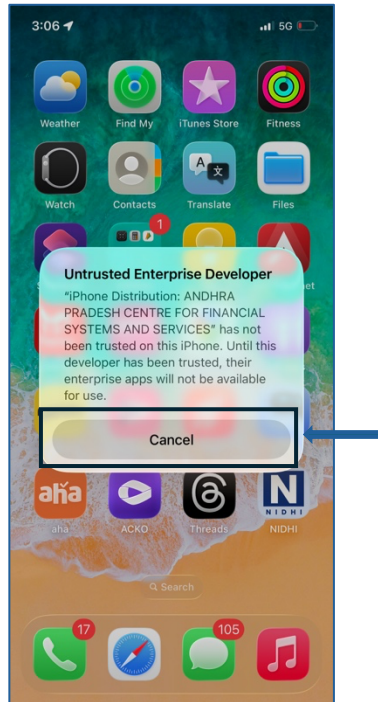 3:06
5G
Weather
Find My
iTunes Store
Fitness
A
文
Watch
Contacts
Translate
Files
1
Untrusted Enterprise Developer
“iPhone Distribution: ANDHRA
PRADESH CENTRE FOR FINANCIAL
SYSTEMS AND SERVICES” has not
been trusted on this iPhone. Until this
developer has been trusted, their
enterprise apps will not be available
for use.
Cancel
aha
N
NIDHI
aha
ACKO
Threads
NIDHI
Search
17
105